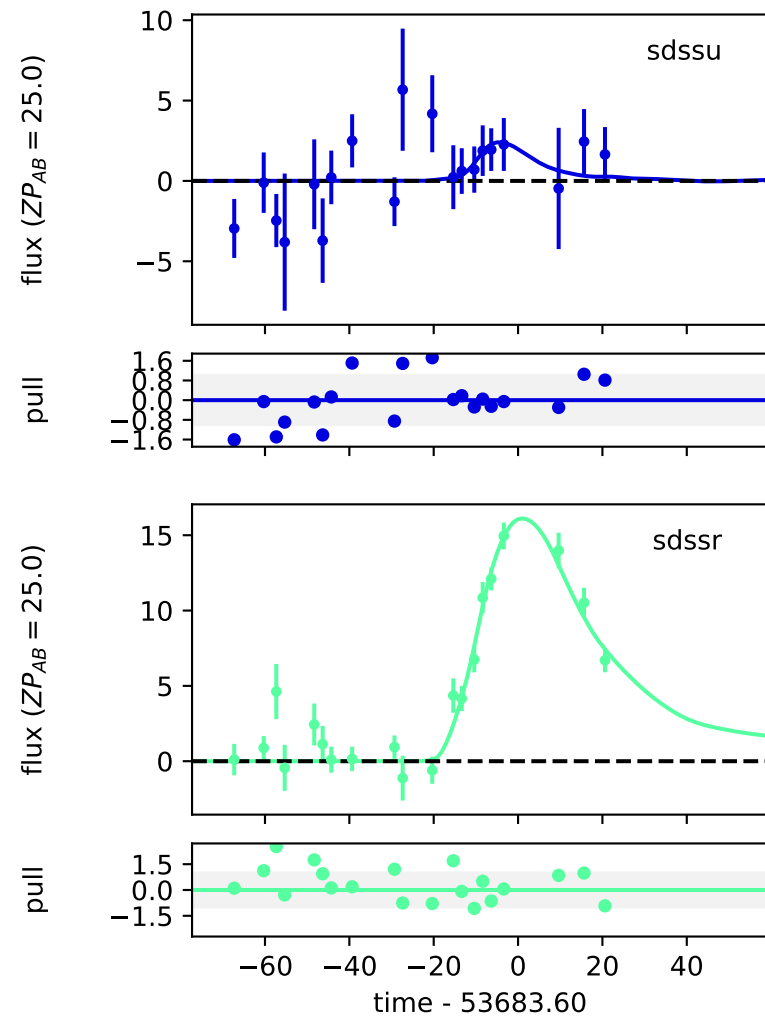 10
5
0
−5
flux (ZP_AB = 25.0)
sdssu
1.6
0.8
0.0
−0.8
−1.6
pull
15
10
5
0
flux (ZP_AB = 25.0)
sdssr
1.5
0.0
−1.5
pull
−60 −40 −20 0 20 40
time - 53683.60